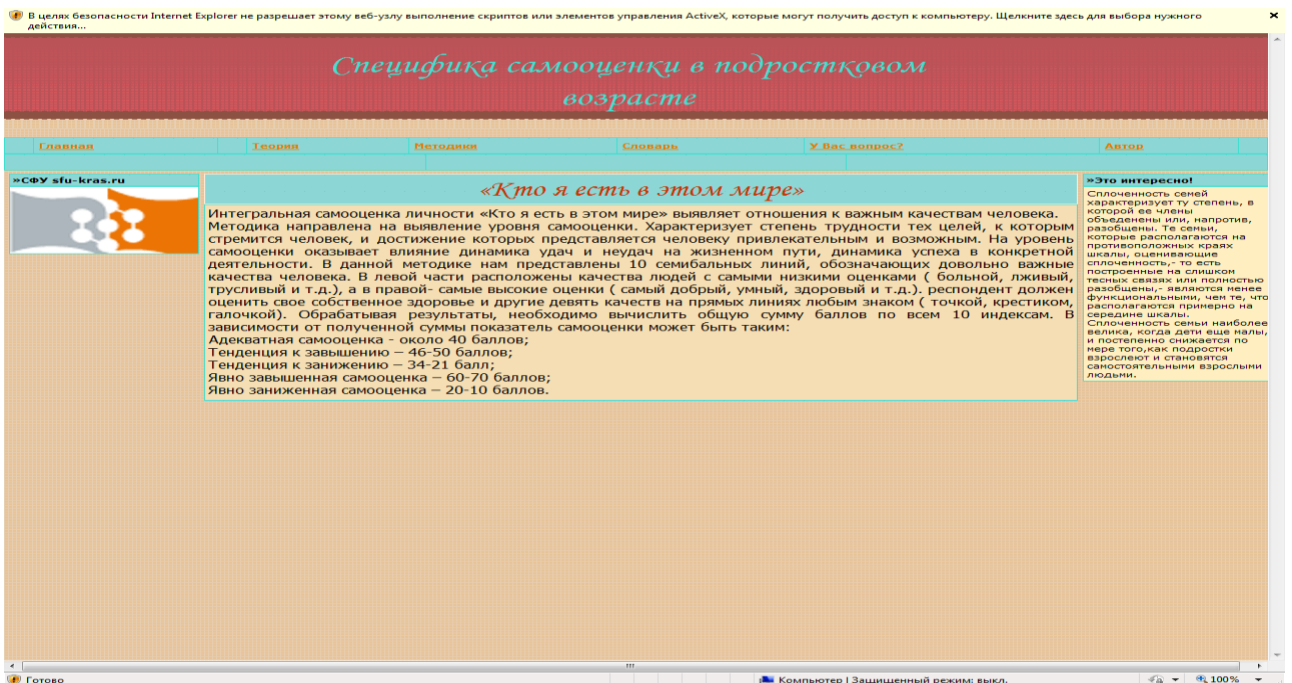 В целях безопасности Internet Explorer не разрешает этому веб-узлу выполнение скриптов или элементов управления ActiveX, которые могут получить доступ к компьютеру. Щелкните здесь для выбора нужного
действия...
Специфика самооценки в подростковом
возрасте
Главная Теория Методики Словарь У Вас вопрос? Автор
»СФУ sfu-kras.ru
«Кто я есть в этом мире»
Интегральная самооценка личности «Кто я есть в этом мире» выявляет отношения к важным качествам человека.
Методика направлена на выявление уровня самооценки. Характеризует степень трудности тех целей, к которым
стремится человек, и достижение которых представляется человеку привлекательным и возможным. На уровень
самооценки оказывает влияние динамика удач и неудач на жизненном пути, динамика успеха в конкретной
деятельности. В данной методике нам представлены 10 семибальных линий, обозначающих довольно важные
качества человека. В левой части расположены качества людей с самыми низкими оценками ( больной, лживый,
трусливый и т.д.), а в правой- самые высокие оценки ( самый добрый, умный, здоровый и т.д.). респондент должен
оценить свое собственное здоровье и другие девять качеств на прямых линиях любым знаком ( точкой, крестиком,
галочкой). Обрабатывая результаты, необходимо вычислить общую сумму баллов по всем 10 индексам. В
зависимости от полученной суммы показатель самооценки может быть таким:
Адекватная самооценка - около 40 баллов;
Тенденция к завышению – 46-50 баллов;
Тенденция к занижению – 34-21 балл;
Явно завышенная самооценка – 60-70 баллов;
Явно заниженная самооценка – 20-10 баллов.
»Это интересно!
Сплоченность семей
характеризует ту степень, в
которой ее члены
объеденены или, напротив,
разобщены. Те семьи,
которые располагаются на
противоположных краях
шкалы, оценивающие
сплоченность,- то есть
построенные на слишком
тесных связях или полностью
разобщены,- являются менее
функциональными, чем те, что
располагаются примерно на
середине шкалы.
Сплоченность семьи наиболее
велика, когда дети еще малы,
и постепенно снижается по
мере того,как подростки
взрослеют и становятся
самостоятельными взрослыми
людьми.
Готово Компьютер | Защищенный режим: выкл. 100%